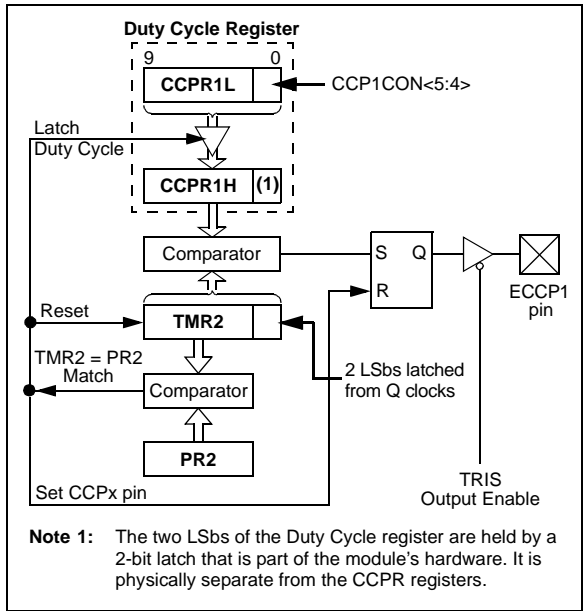 Duty Cycle Register
9 0
CCPR1L
CCP1CON<5:4>
Latch
Duty Cycle
CCPR1H (1)
Comparator
S Q
R
ECCP1
pin
Reset
TMR2
TMR2 = PR2
Match
2 LSbs latched
from Q clocks
Comparator
PR2
Set CCPx pin
TRIS
Output Enable
Note 1: The two LSbs of the Duty Cycle register are held by a
2-bit latch that is part of the module's hardware. It is
physically separate from the CCPR registers.